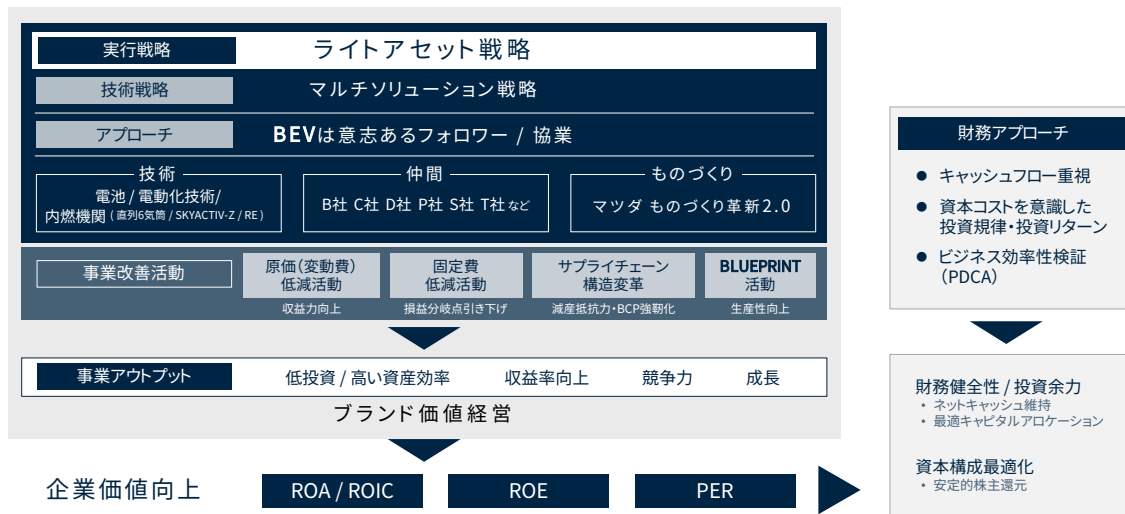 実行戦略 ライトアセット戦略
技術戦略 マルチソリューション戦略
アプローチ BEVは意志あるフォロワー / 協業
技術
電池 / 電動化技術/
内燃機関 ( 直列6気筒 / SKYACTIV-Z / RE )
仲間
B社 C社 D社 P社 S社 T社 など
ものづくり
マツダ ものづくり革新2.0
事業改善活動
原価(変動費)
低減活動
収益力向上
固定費
低減活動
損益分岐点引き下げ
サプライチェーン
構造変革
減産抵抗力・BCP強靭化
BLUEPRINT
活動
生産性向上
事業アウトプット 低投資 / 高い資産効率 収益率向上 競争力 成長
ブランド価値経営
企業価値向上 ROA / ROIC ROE PER
財務アプローチ
● キャッシュフロー重視
● 資本コストを意識した
投資規律・投資リターン
● ビジネス効率性検証
(PDCA)
財務健全性 / 投資余力
・ ネットキャッシュ維持
・ 最適キャピタルアロケーション
資本構成最適化
・ 安定的株主還元